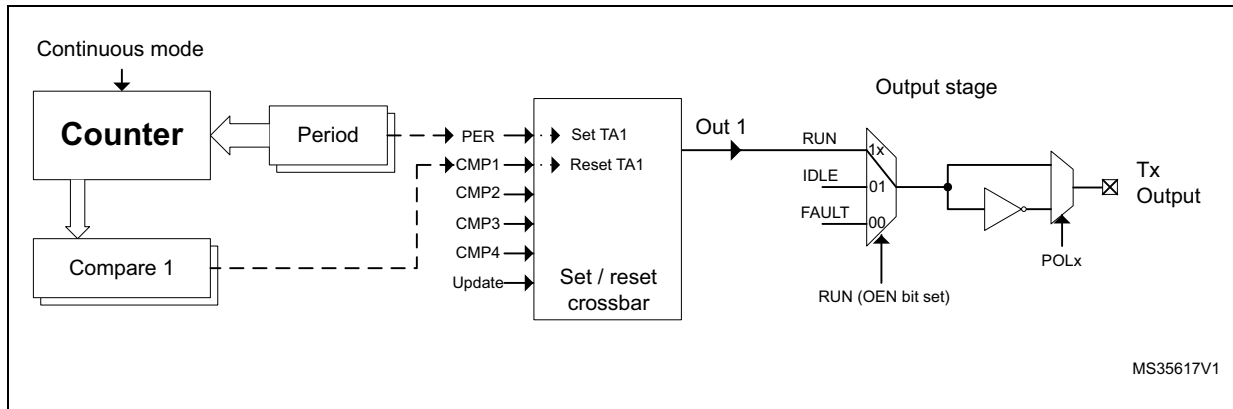 Continuous mode
Counter
Period
Compare 1
PER
CMP1
CMP2
CMP3
CMP4
Update
Set TA1
Reset TA1
Set / reset
crossbar
Out 1
Output stage
RUN
IDLE
FAULT
1x
01
00
RUN (OEN bit set)
POLx
Tx
Output
MS35617V1